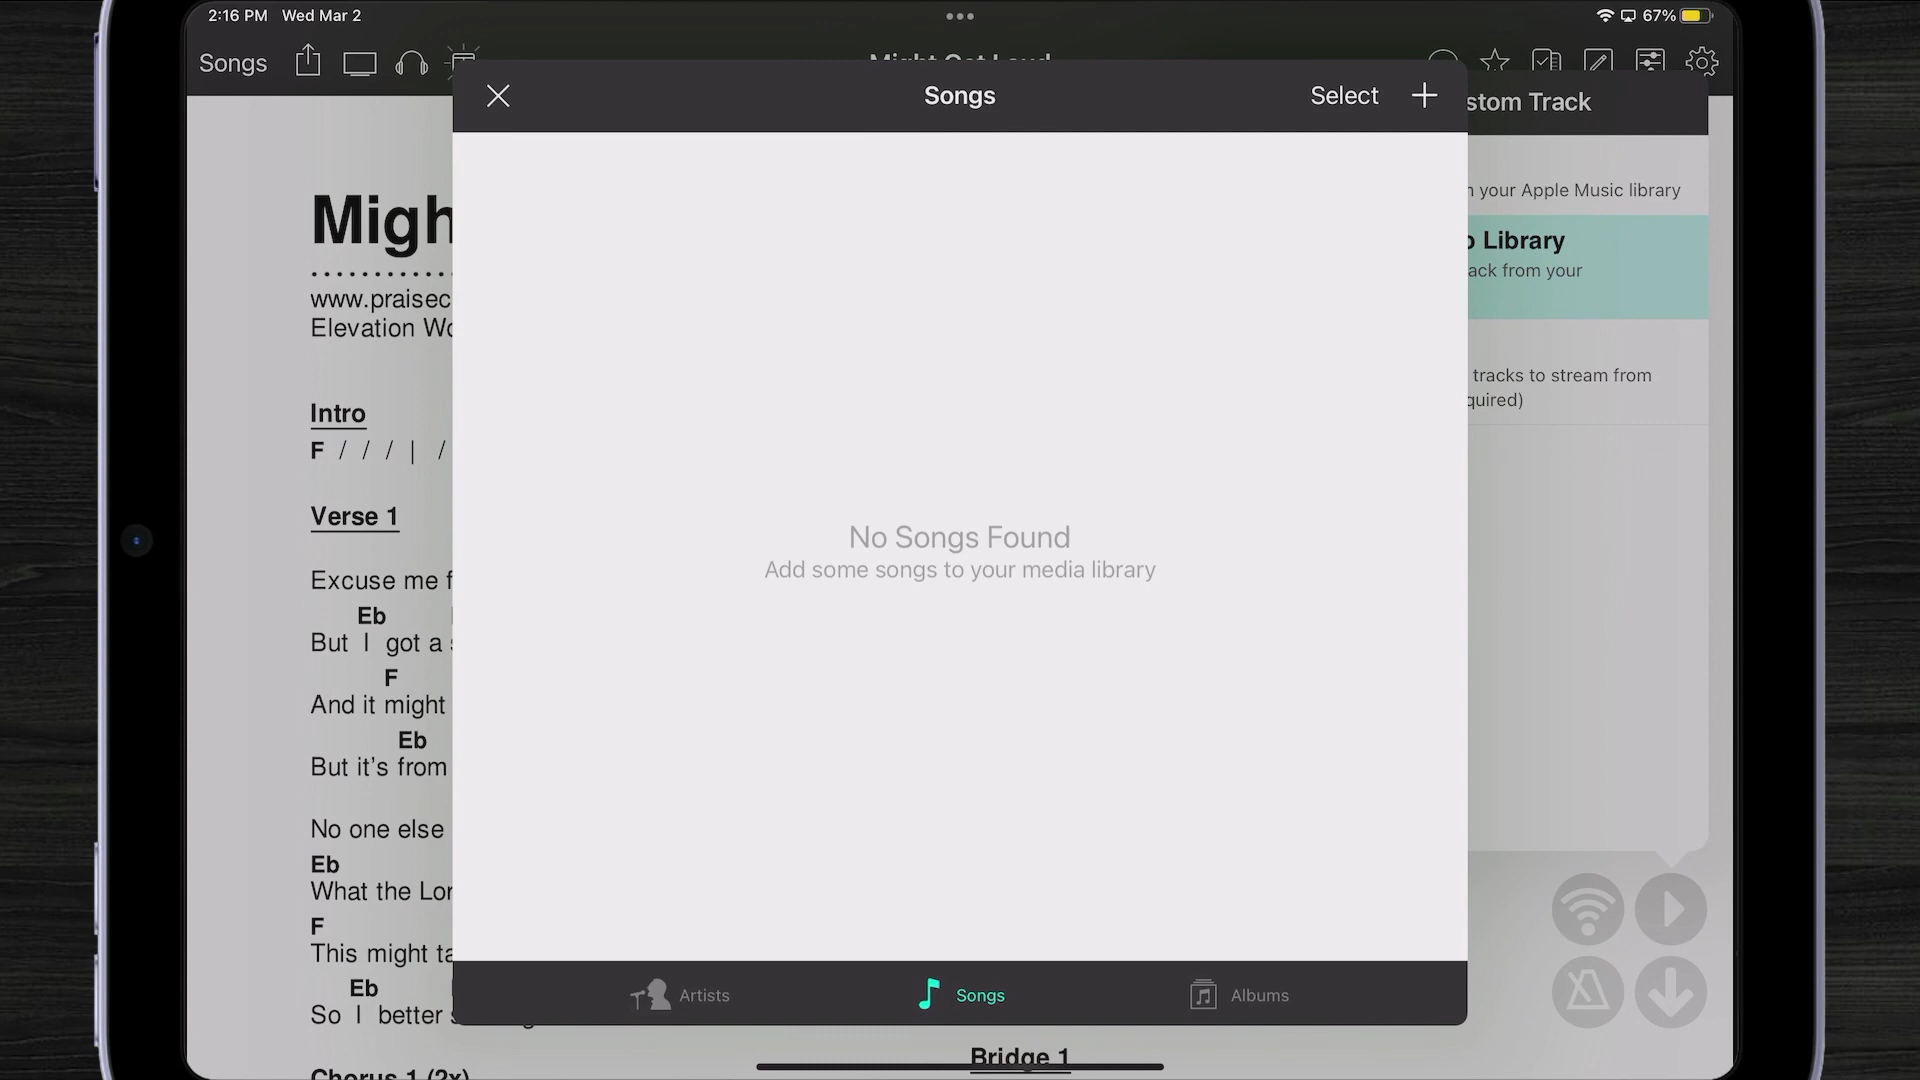 2:16 PM Wed Mar 2
67%
Songs
Might Get Loud
Songs
Select
stom Track
your Apple Music library
Library
ack from your
tracks to stream from
quired)
Migh
www.praisec
Elevation Wo
Intro
F / / / | /
Verse 1
Excuse me f
Eb
But I got a s
F
And it might
Eb
But it's from
No one else
Eb
What the Lor
F
This might ta
Eb
So I better s
Chorus 1 (2x)
No Songs Found
Add some songs to your media library
Artists
Songs
Albums
Bridge 1